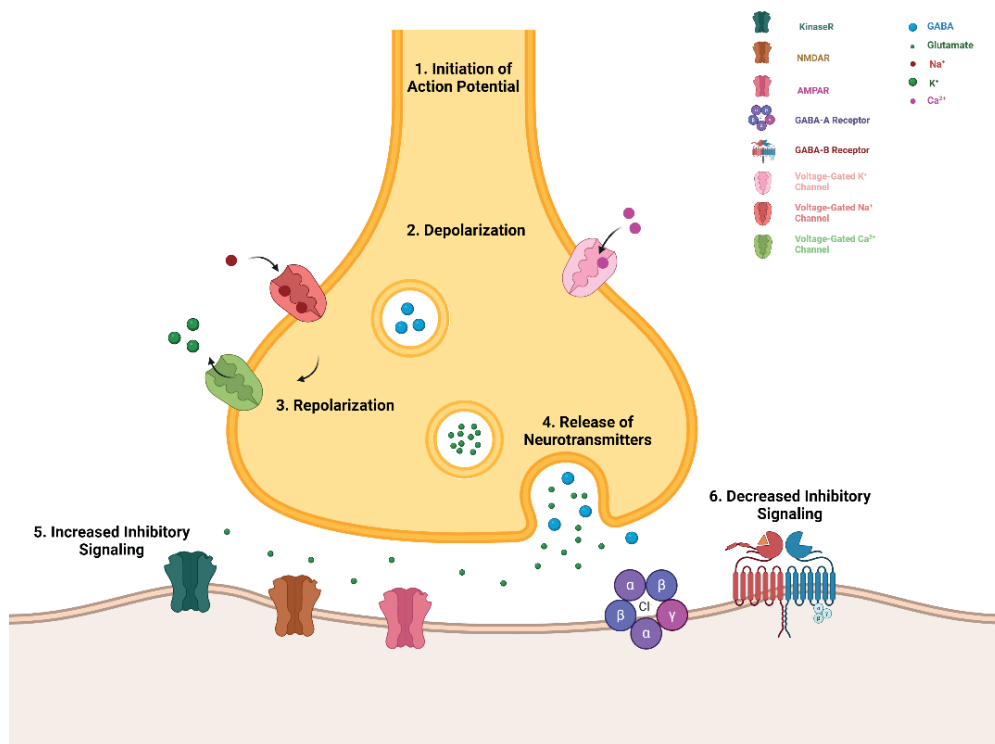 1. Initiation of
Action Potential
2. Depolarization
3. Repolarization
4. Release of
Neurotransmitters
5. Increased Inhibitory
Signaling
6. Decreased Inhibitory
Signaling
α
β
β
Cl
γ
α
KinaseR
NMDAR
AMPAR
GABA-A Receptor
GABA-B Receptor
Voltage-Gated K⁺
Channel
Voltage-Gated Na⁺
Channel
Voltage-Gated Ca²⁺
Channel
GABA
Glutamate
Na⁺
K⁺
Ca²⁺